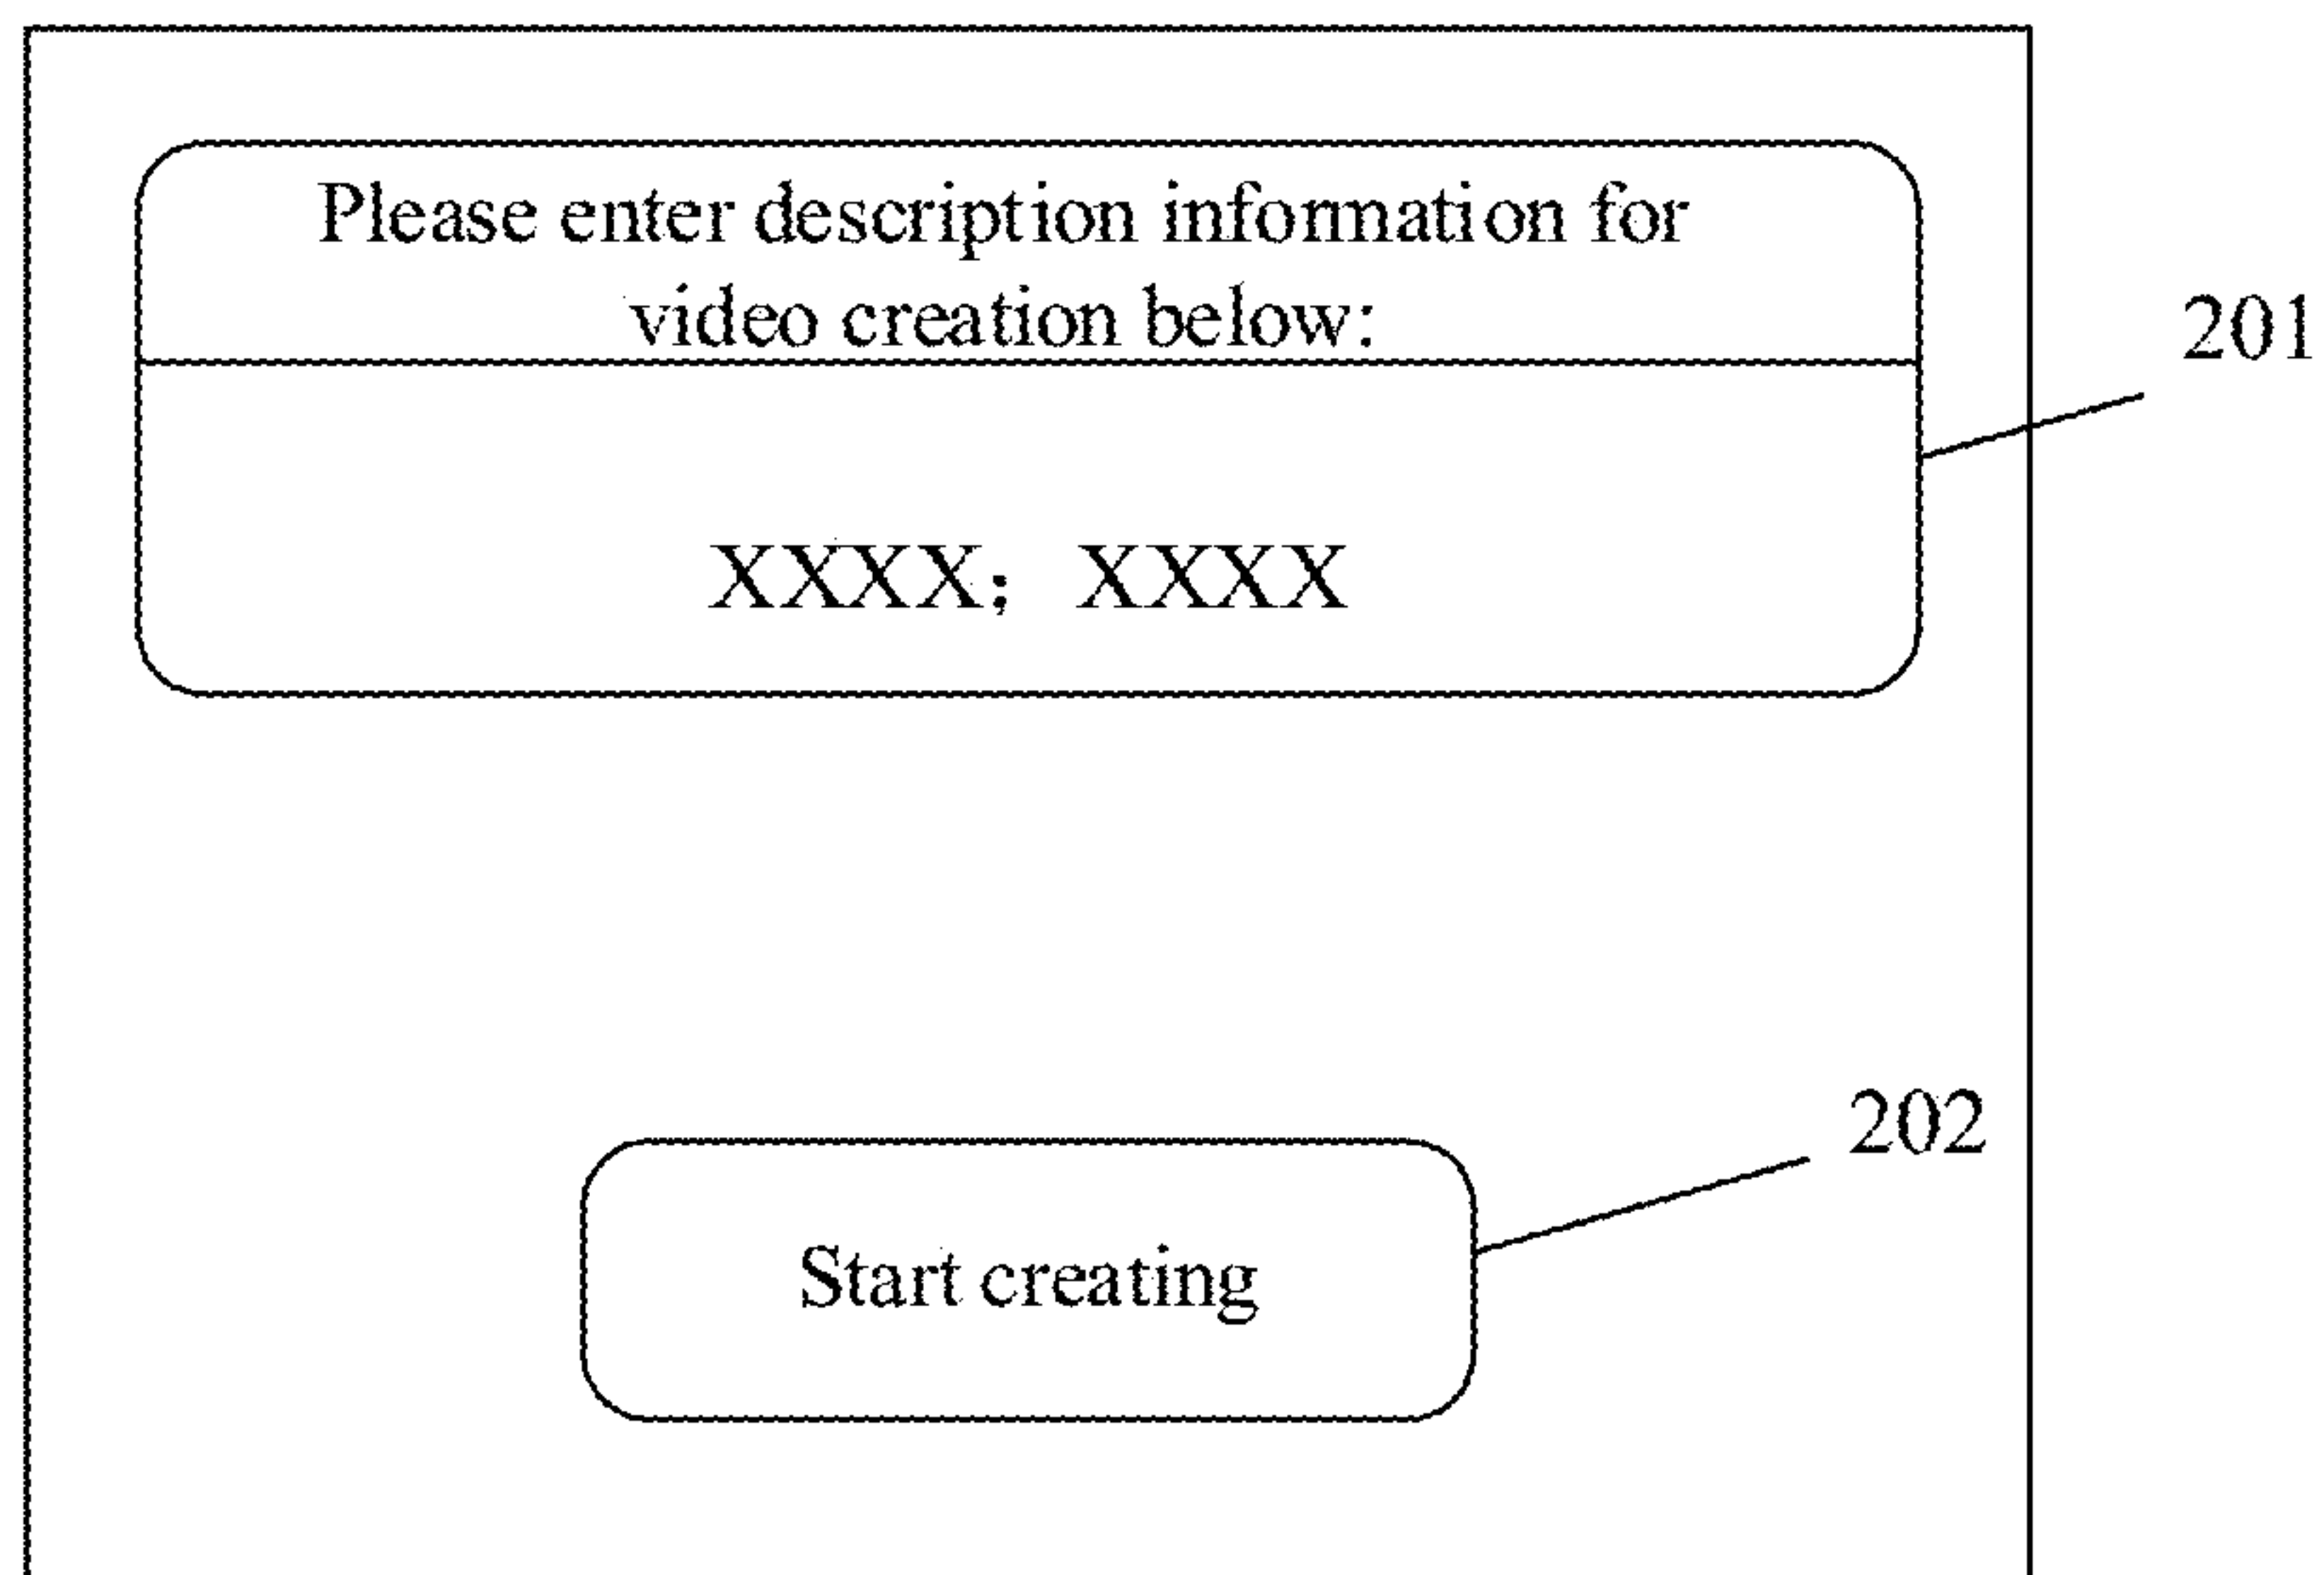 Please enter description information for
video creation below:
201
XXXX; XXXX
202
Start creating